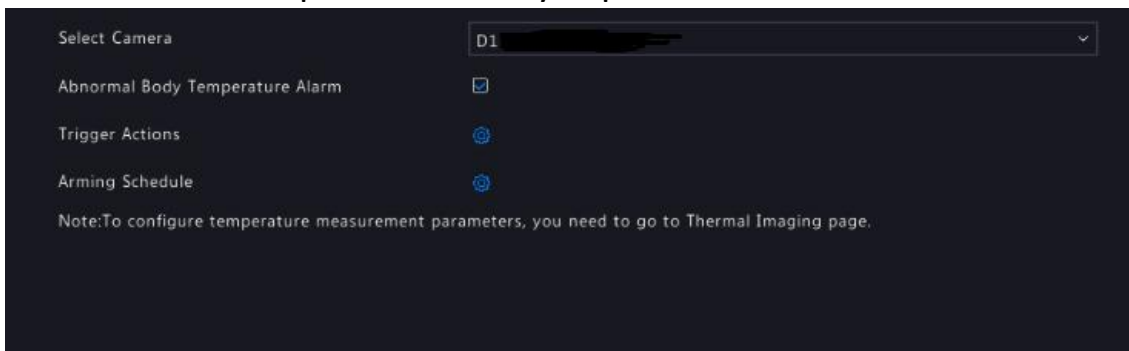 Select Camera D1
Abnormal Body Temperature Alarm
Trigger Actions
Arming Schedule
Note:To configure temperature measurement parameters, you need to go to Thermal Imaging page.